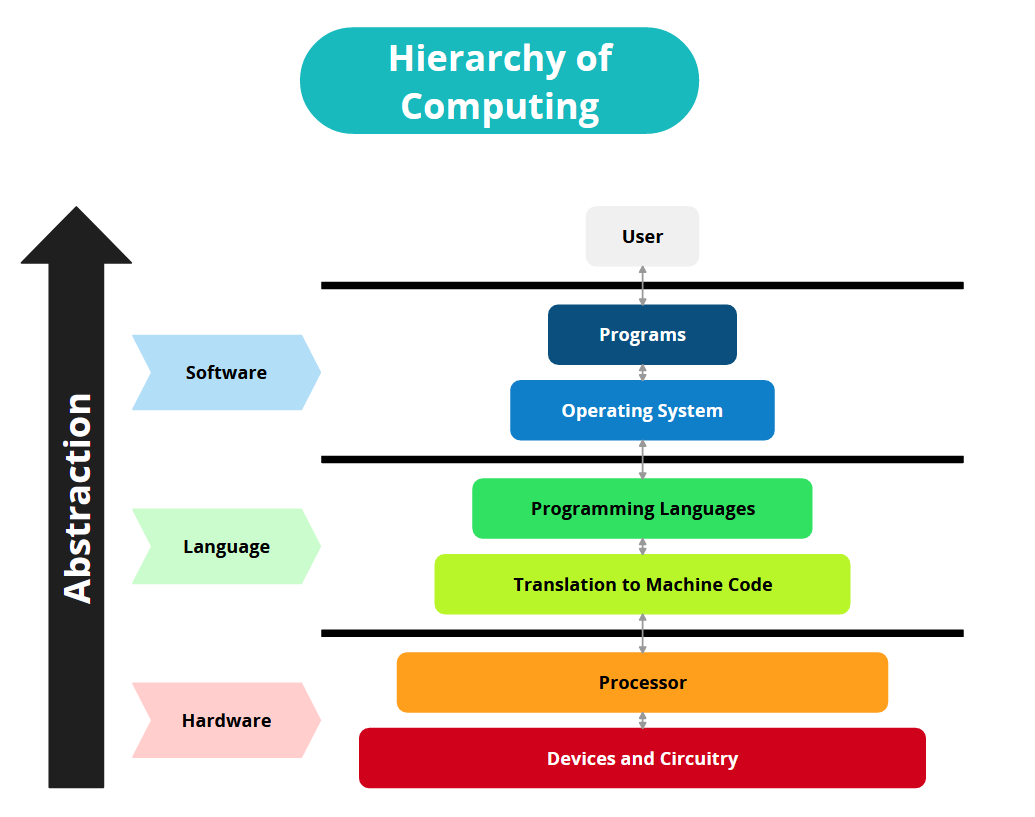 Hierarchy of
Computing
User
Programs
Software
Operating System
Abstraction
Programming Languages
Language
Translation to Machine Code
Processor
Hardware
Devices and Circuitry